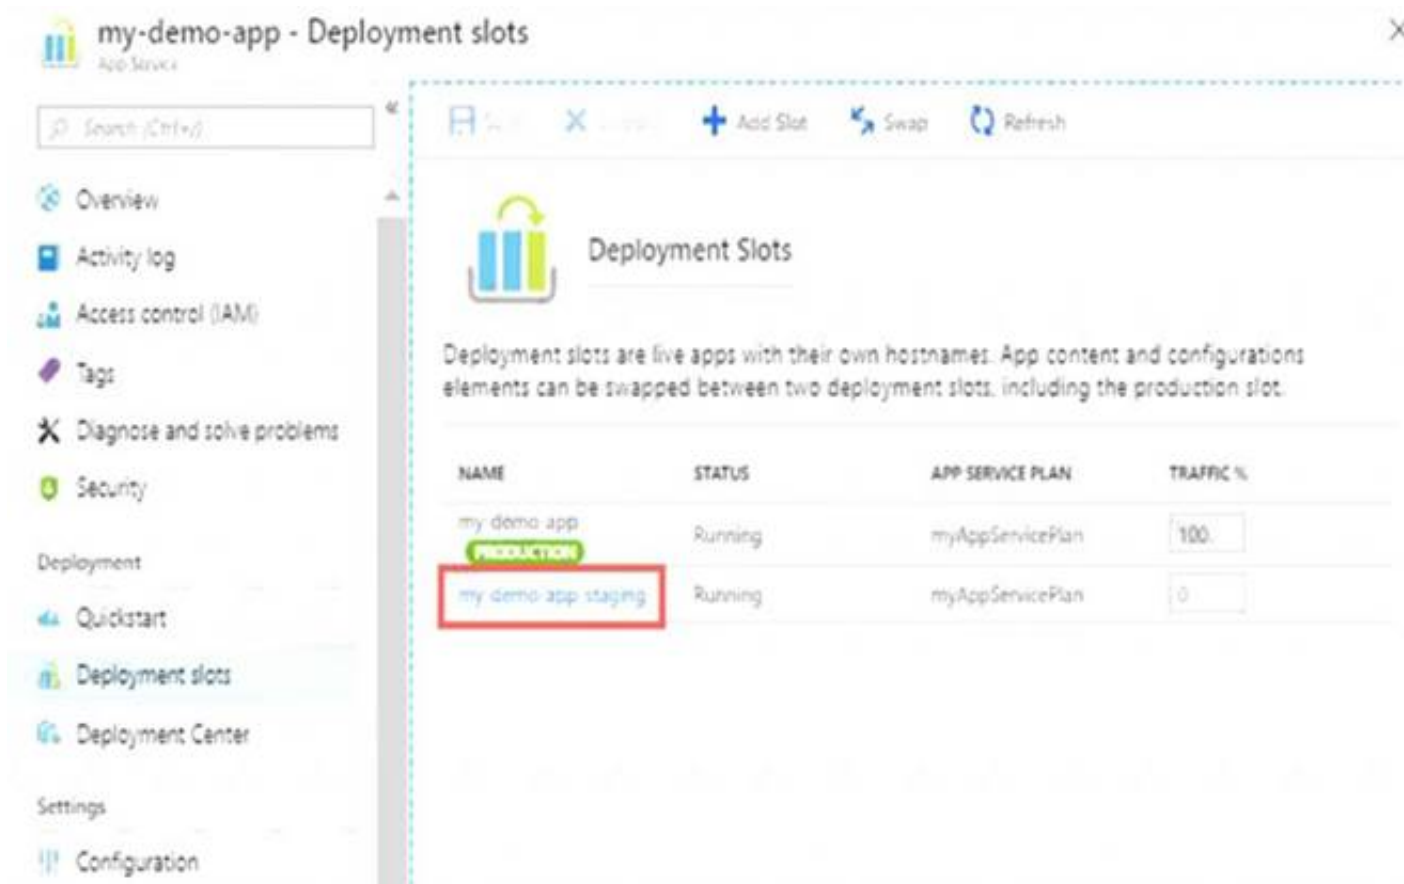 my-demo-app - Deployment slots
App Service
Search (Ctrl+/)
Overview
Activity log
Access control (IAM)
Tags
Diagnose and solve problems
Security
Deployment
Quickstart
Deployment slots
Deployment Center
Settings
Configuration
Add Slot Swap Refresh
Deployment Slots
Deployment slots are live apps with their own hostnames. App content and configurations
elements can be swapped between two deployment slots, including the production slot.
NAME STATUS APP SERVICE PLAN TRAFFIC %
my-demo-app Running myAppServicePlan 100
PRODUCTION
my-demo-app-staging Running myAppServicePlan 0